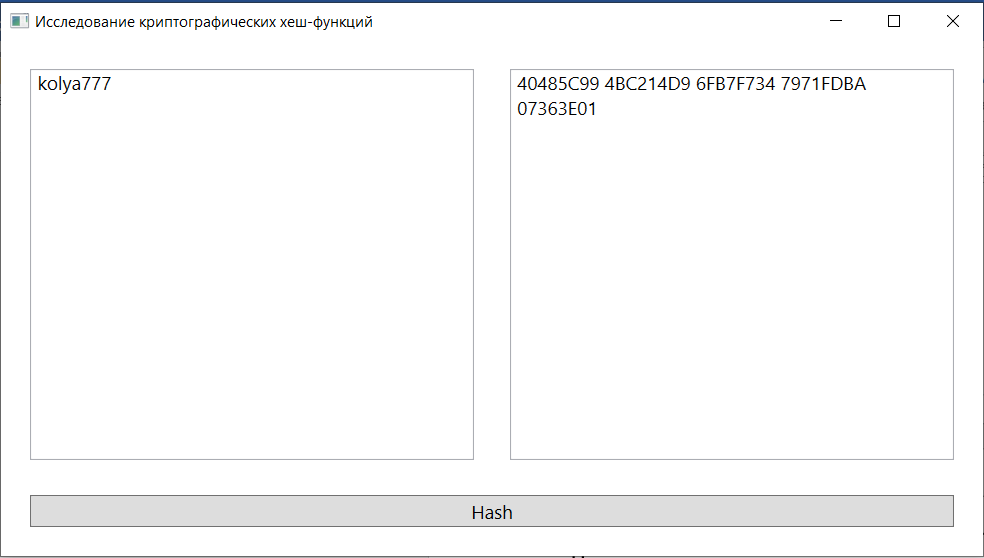 Исследование криптографических хеш-функций
kolya777
40485C99 4BC214D9 6FB7F734 7971FDBA
07363E01
Hash